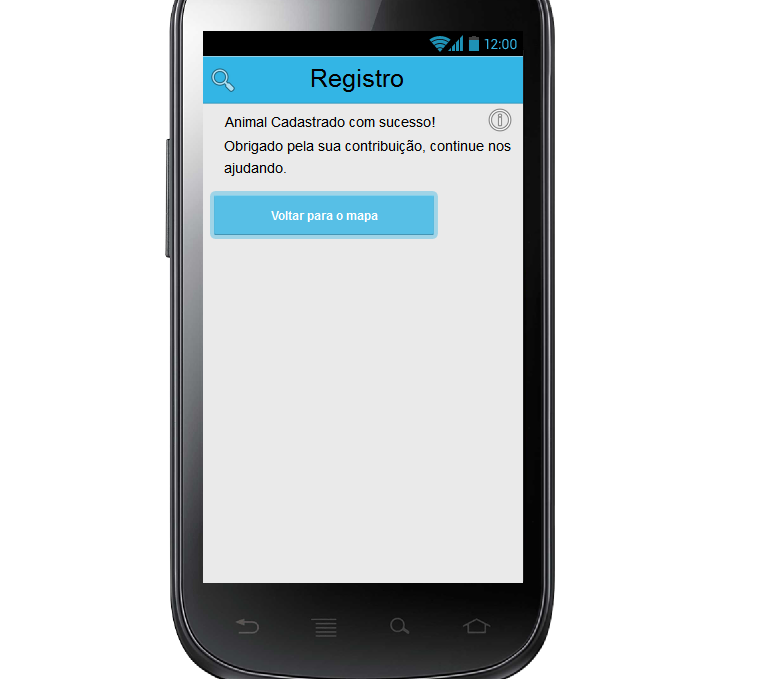 12:00
Registro
Animal Cadastrado com sucesso!
Obrigado pela sua contribuição, continue nos
ajudando.
Voltar para o mapa